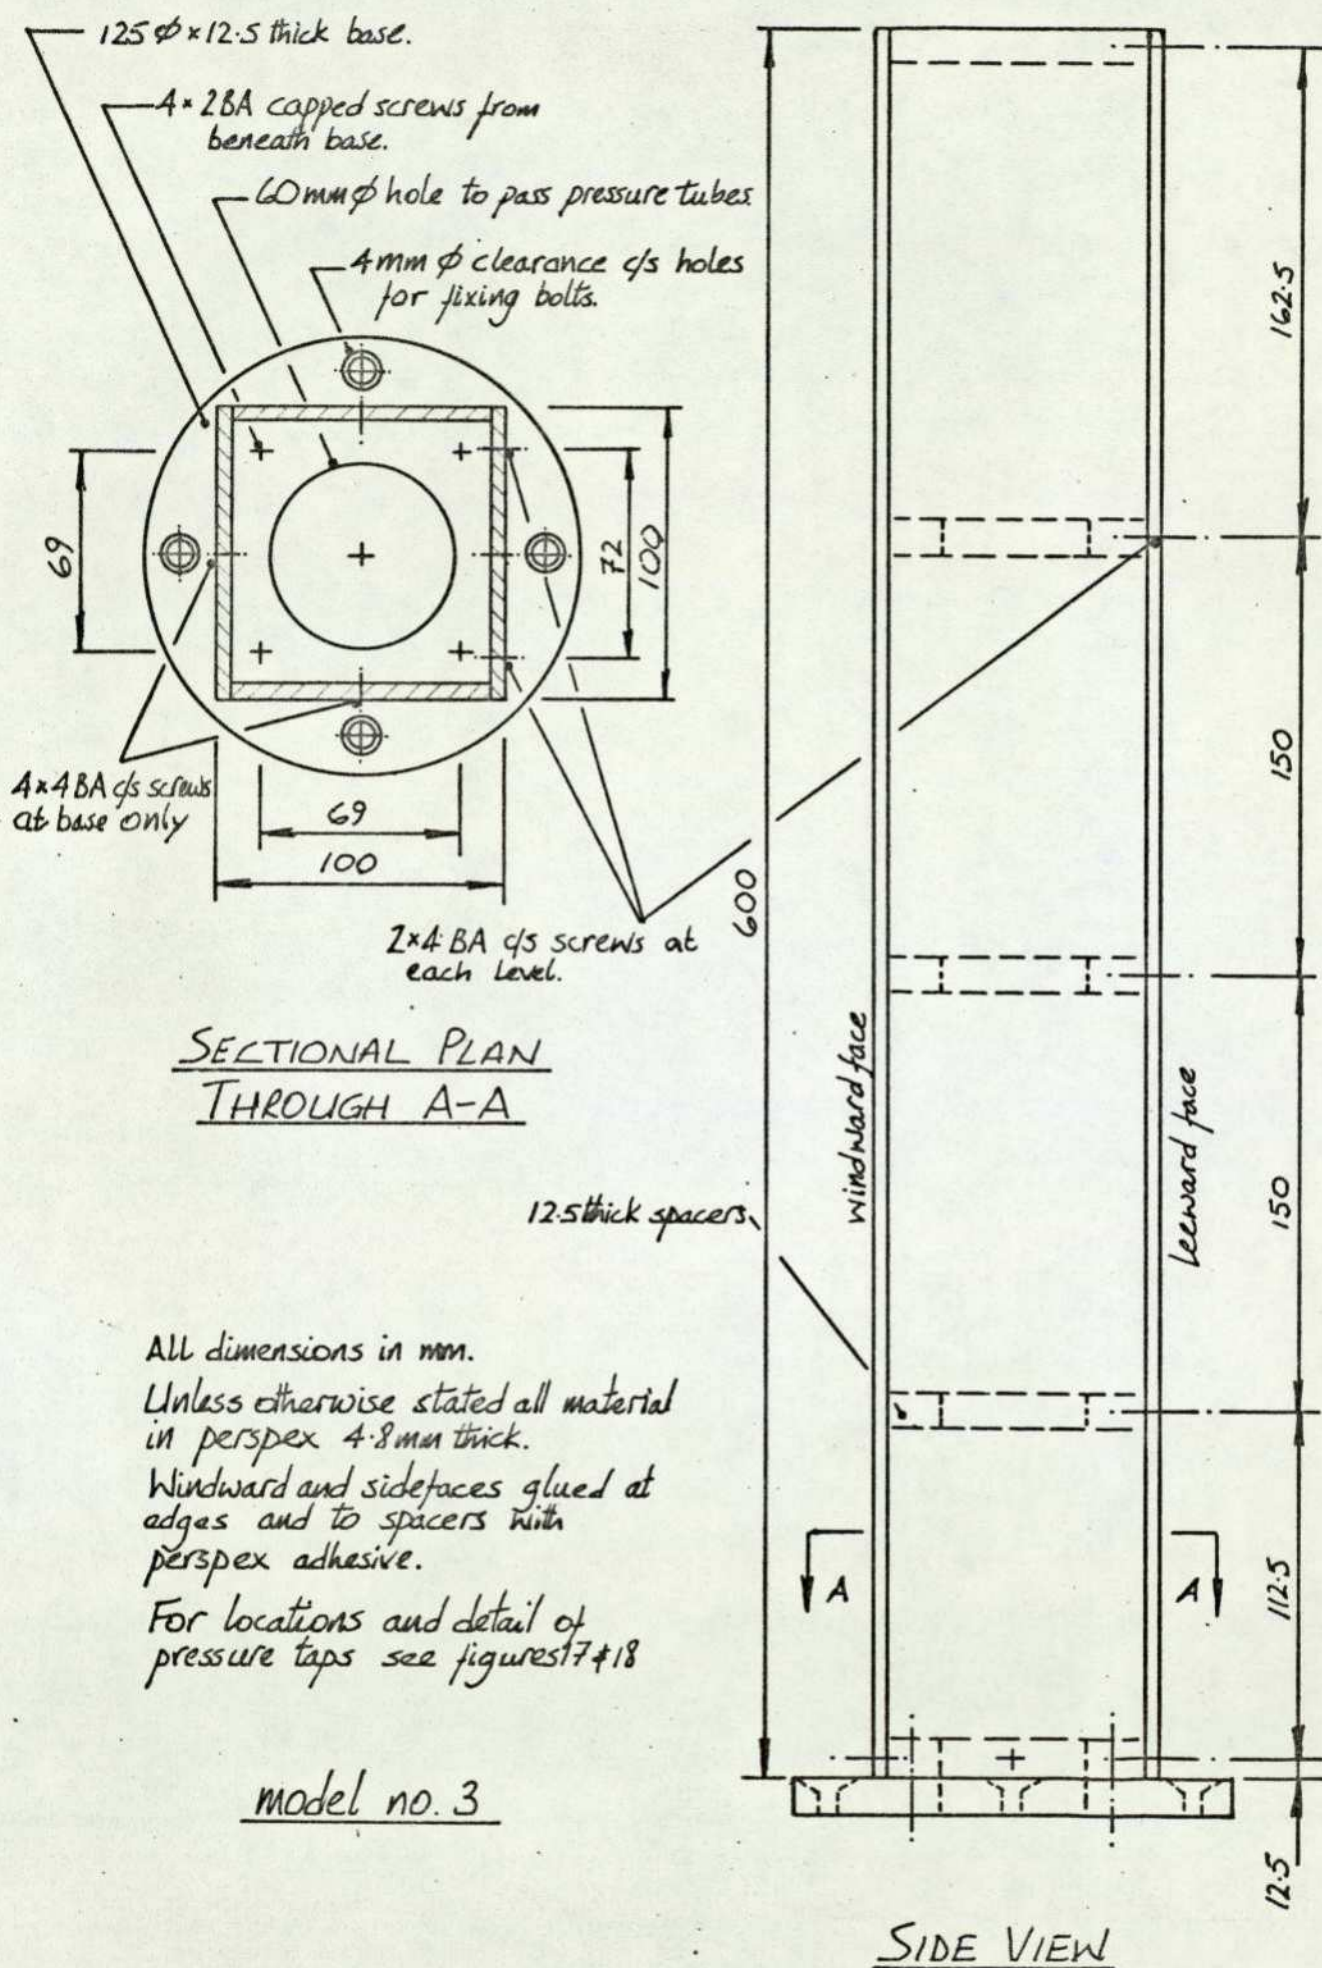 125 ϕ × 12·5 thick base.
4 × 2BA capped screws from
beneath base.
60mm ϕ hole to pass pressure tubes.
4mm ϕ clearance c/s holes
for fixing bolts.
69
72
100
4 × 4BA c/s screws
at base only
69
100
2×4 BA c/s screws at
each level.
SECTIONAL PLAN
THROUGH A-A
12·5 thick spacers
All dimensions in mm.
Unless otherwise stated all material
in perspex 4·8mm thick.
Windward and sidefaces glued at
edges and to spacers with
perspex adhesive.
For locations and detail of
pressure taps see figures 17 & 18
model no. 3
600
windward face
leeward face
162·5
150
150
112·5
12·5
A
A
SIDE VIEW